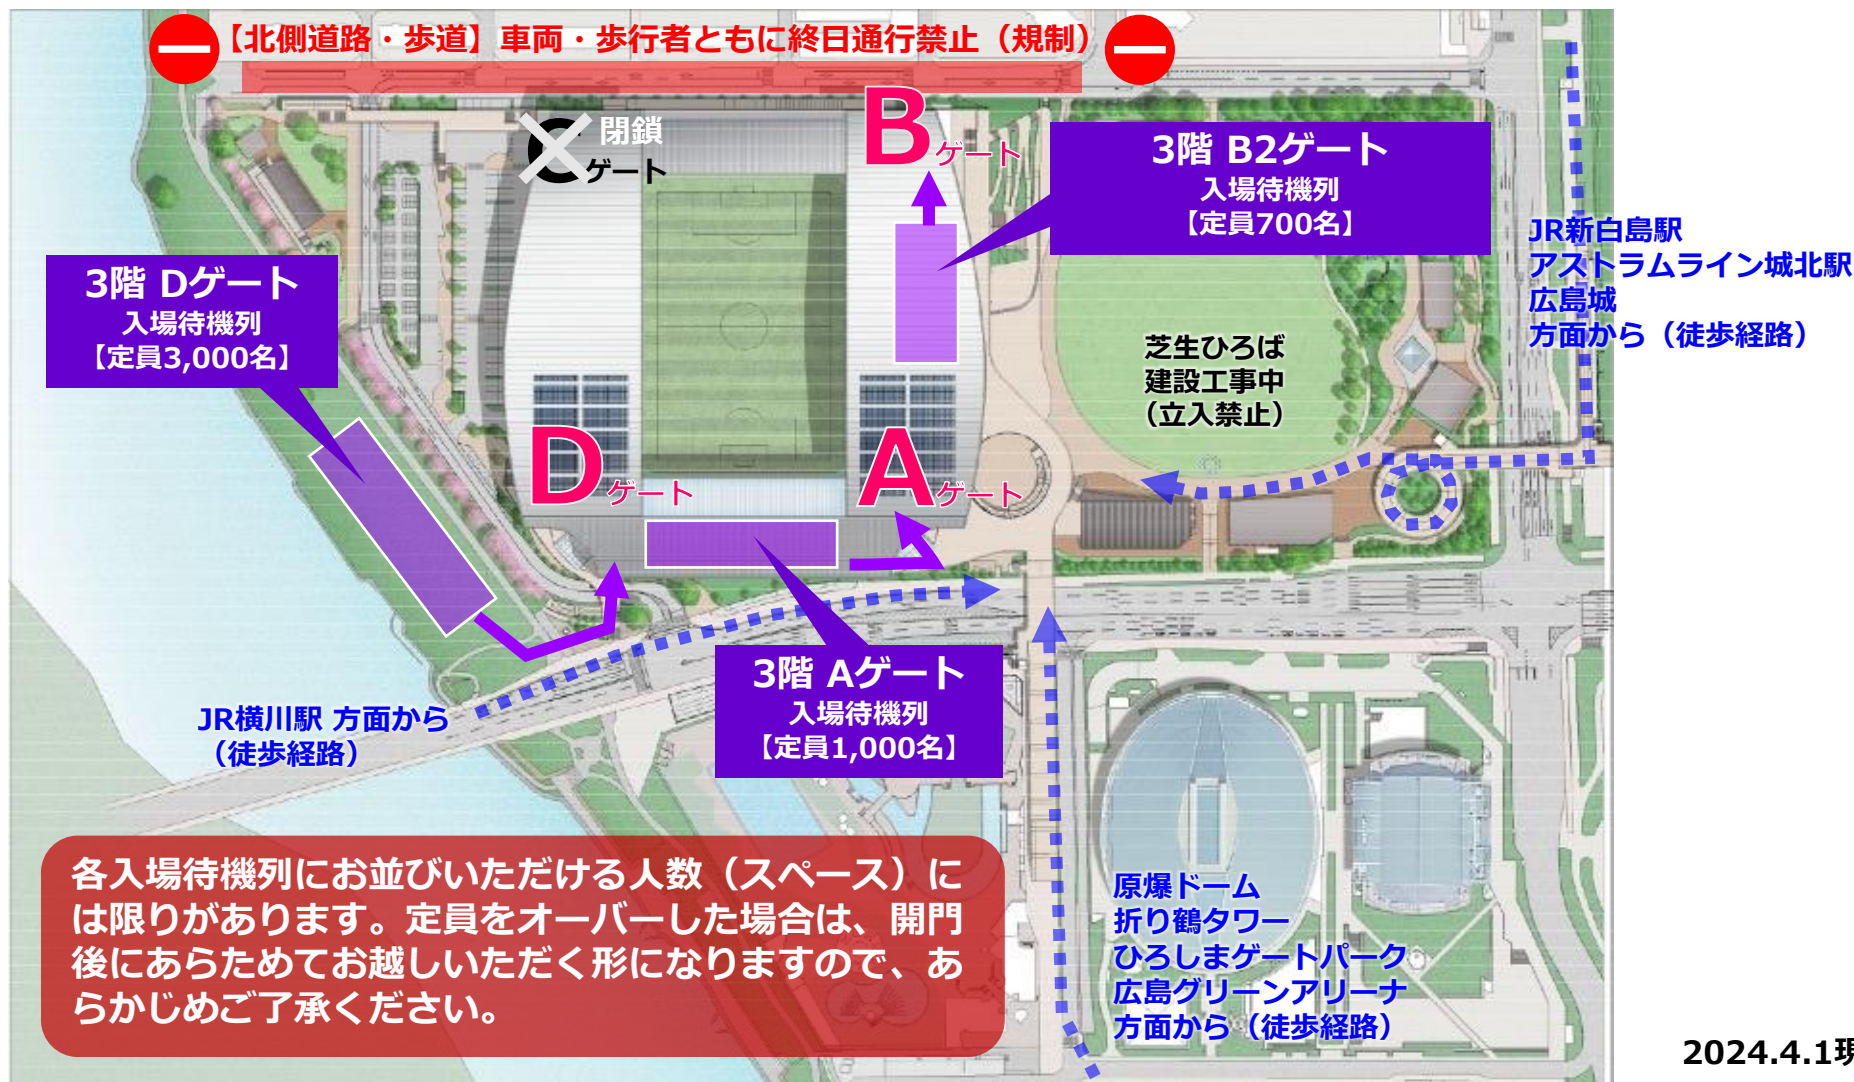 【北側道路・歩道】車両・歩行者ともに終日通行禁止（規制）
B
ゲート
C
閉鎖
ゲート
3階 B2ゲート
入場待機列
【定員700名】
JR新白島駅
アストラムライン城北駅
広島城
方面から（徒歩経路）
3階 Dゲート
入場待機列
【定員3,000名】
芝生ひろば
建設工事中
（立入禁止）
D
ゲート
A
ゲート
3階 Aゲート
入場待機列
【定員1,000名】
JR横川駅 方面から
（徒歩経路）
各入場待機列にお並びいただける人数（スペース）に
は限りがあります。定員をオーバーした場合は、開門
後にあらためてお越しいただく形になりますので、あ
らかじめご了承ください。
原爆ドーム
折り鶴タワー
ひろしまゲートパーク
広島グリーンアリーナ
方面から（徒歩経路）
2024.4.1現